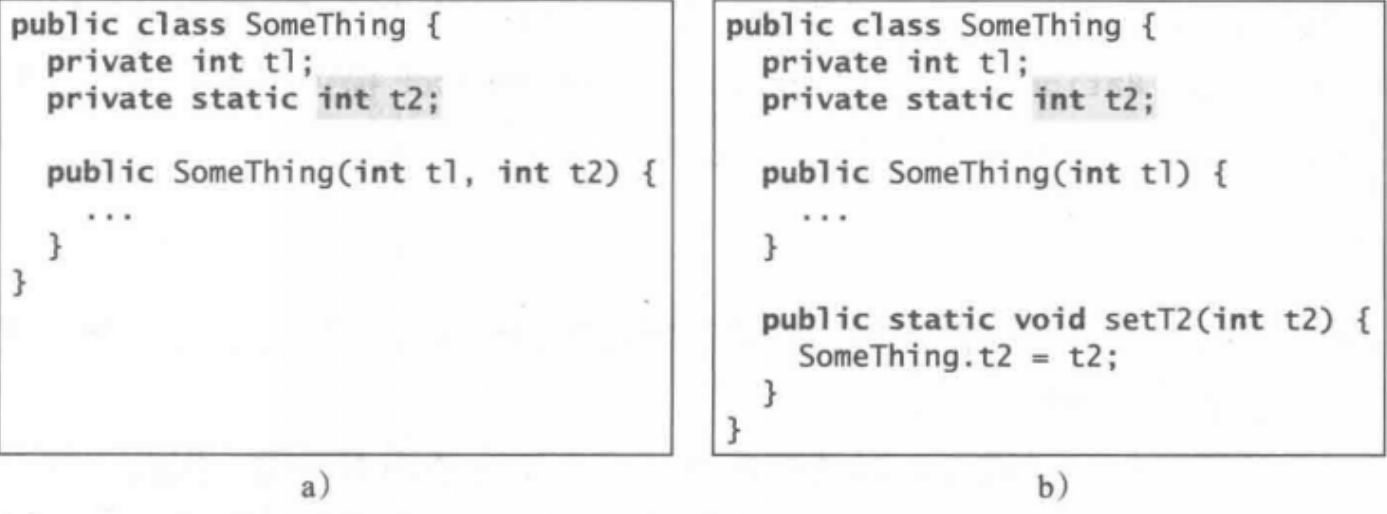 public class SomeThing {
  private int t1;
  private static int t2;

  public SomeThing(int t1, int t2) {
    ...
  }
}
a)
public class SomeThing {
  private int t1;
  private static int t2;

  public SomeThing(int t1) {
    ...
  }

  public static void setT2(int t2) {
    SomeThing.t2 = t2;
  }
}
b)